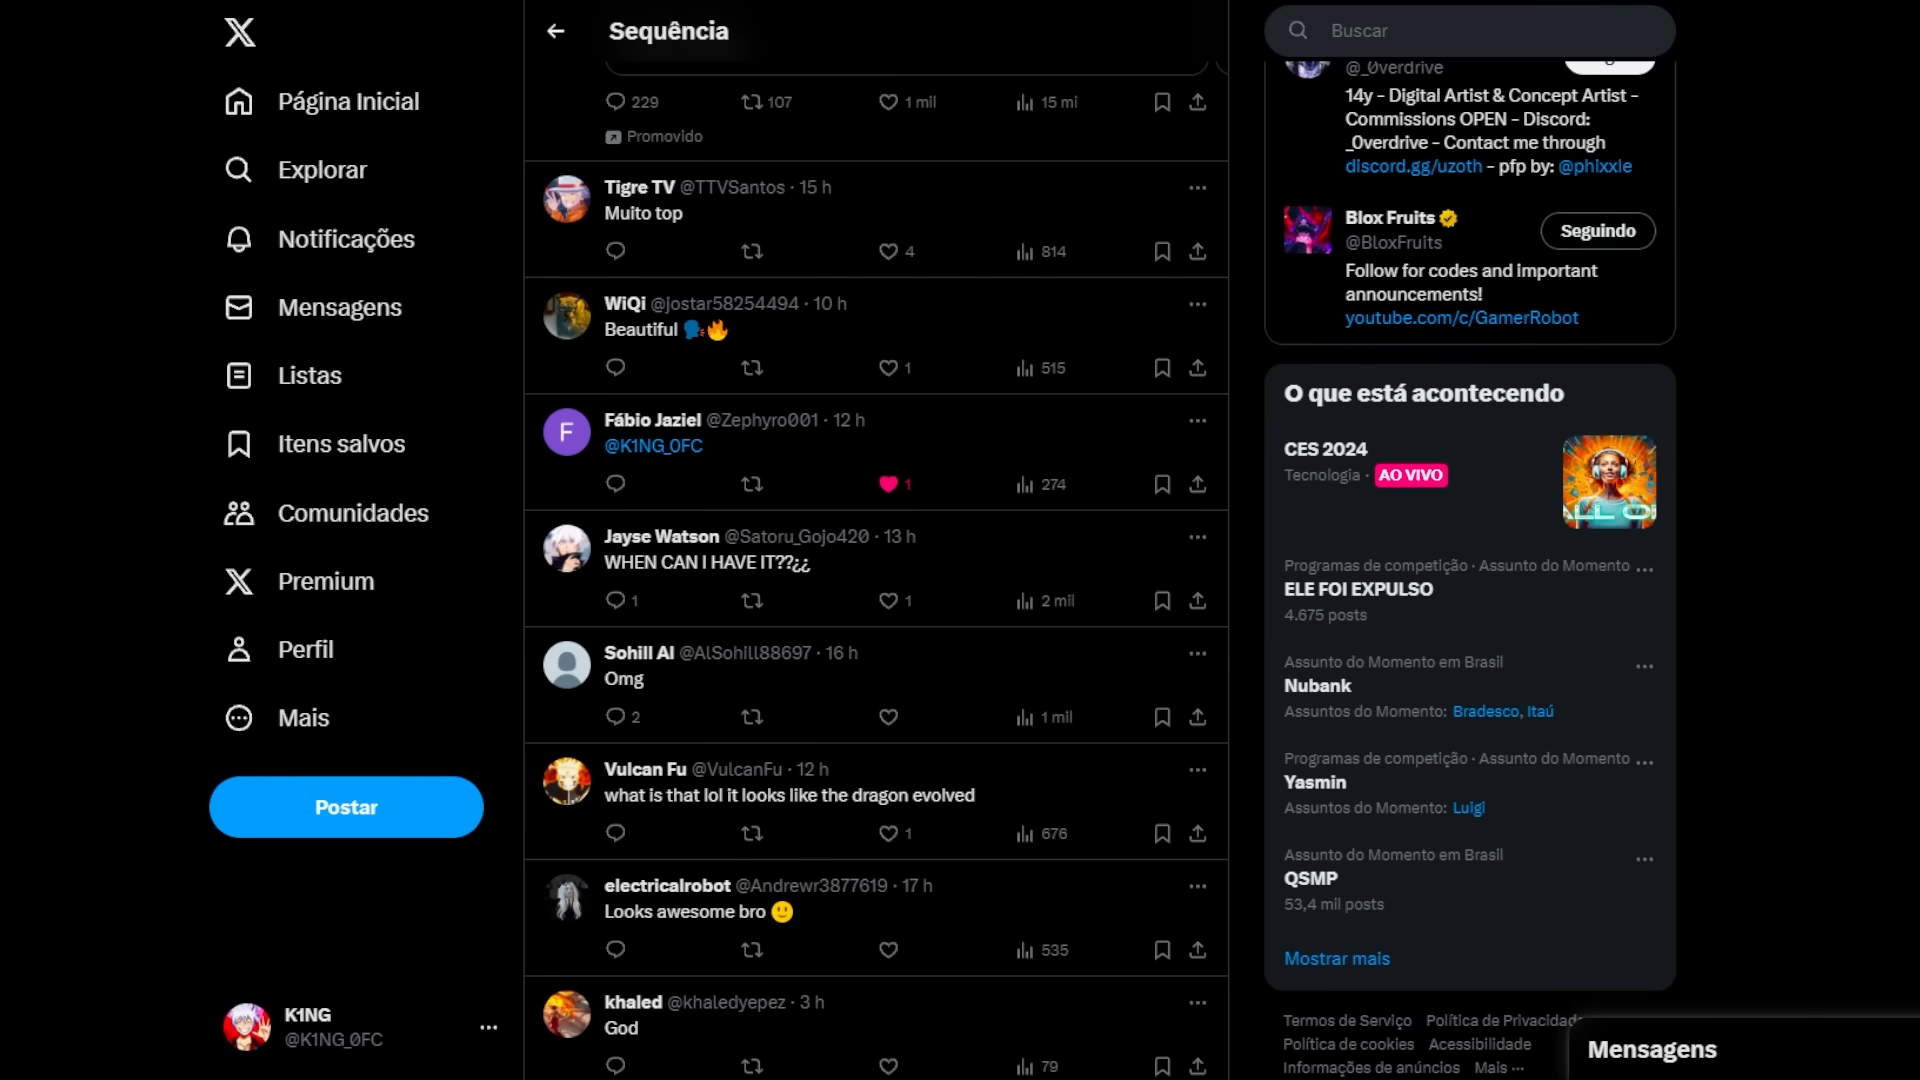 Página Inicial
Explorar
Notificações
Mensagens
Listas
Itens salvos
Comunidades
Premium
Perfil
Mais
Postar
K1NG
@K1NG_0FC
Sequência
229 107 1 mil 15 mi
Promovido
Tigre TV @TTVSantos · 15 h
Muito top
4 814
WiQi @jostar58254494 · 10 h
Beautiful 🗣️🔥
1 515
F
Fábio Jaziel @Zephyro001 · 12 h
@K1NG_0FC
1 274
Jayse Watson @Satoru_Gojo420 · 13 h
WHEN CAN I HAVE IT??¿¿
1 1 2 mil
Sohill Al @AlSohill88697 · 16 h
Omg
2 1 mil
Vulcan Fu @VulcanFu · 12 h
what is that lol it looks like the dragon evolved
1 676
electricalrobot @Andrewr3877619 · 17 h
Looks awesome bro 🙂
535
khaled @khaledyepez · 3 h
God
79
Buscar
@_0verdrive
14y - Digital Artist & Concept Artist -
Commissions OPEN - Discord:
_0verdrive - Contact me through
discord.gg/uzoth - pfp by: @phixxle
Blox Fruits
@BloxFruits
Seguindo
Follow for codes and important
announcements!
youtube.com/c/GamerRobot
O que está acontecendo
CES 2024
Tecnologia · AO VIVO
Programas de competição · Assunto do Momento
ELE FOI EXPULSO
4.675 posts
Assunto do Momento em Brasil
Nubank
Assuntos do Momento: Bradesco, Itaú
Programas de competição · Assunto do Momento
Yasmin
Assuntos do Momento: Luigi
Assunto do Momento em Brasil
QSMP
53,4 mil posts
Mostrar mais
Termos de Serviço Política de Privacidade
Política de cookies Acessibilidade
Informações de anúncios Mais ···
Mensagens